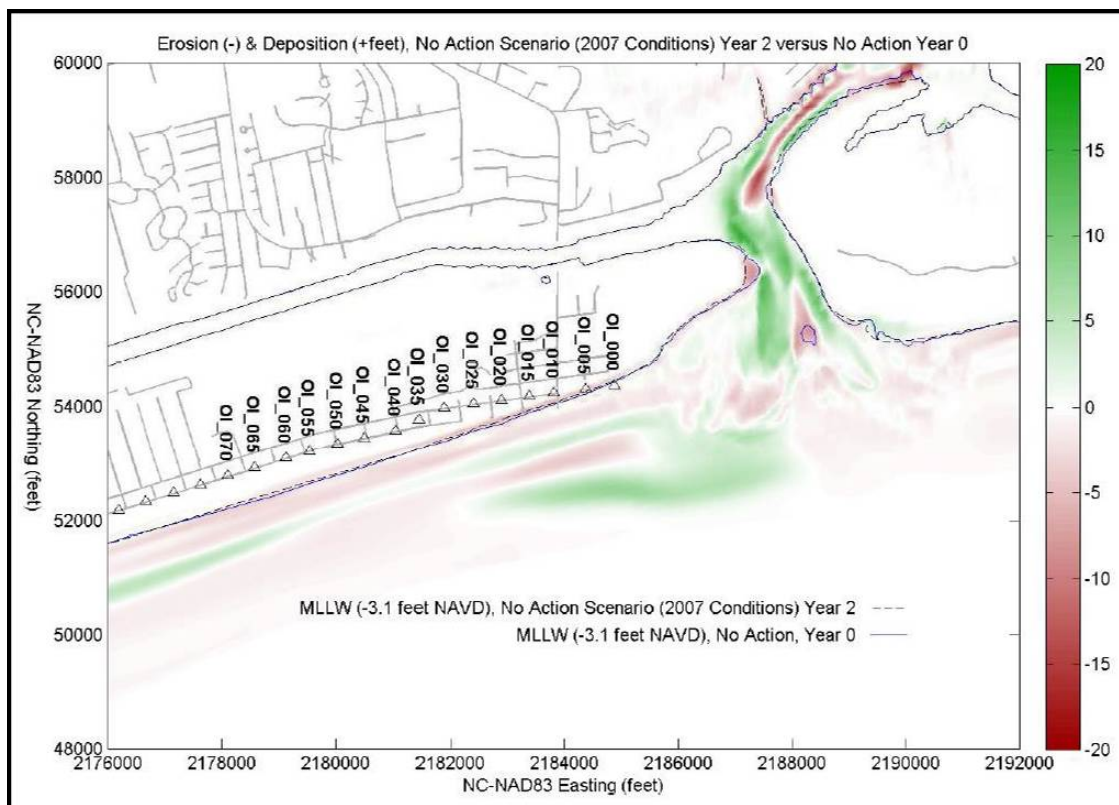 Erosion (-) & Deposition (+feet), No Action Scenario (2007 Conditions) Year 2 versus No Action Year 0
60000
58000
56000
54000
52000
50000
48000
NC-NAD83 Northing (feet)
OI_070
OI_065
OI_060
OI_055
OI_050
OI_045
OI_040
OI_035
OI_030
OI_025
OI_020
OI_015
OI_010
OI_005
OI_000
MLLW (-3.1 feet NAVD), No Action Scenario (2007 Conditions) Year 2
MLLW (-3.1 feet NAVD), No Action, Year 0
2176000
2178000
2180000
2182000
2184000
2186000
2188000
2190000
2192000
NC-NAD83 Easting (feet)
20
15
10
5
0
-5
-10
-15
-20